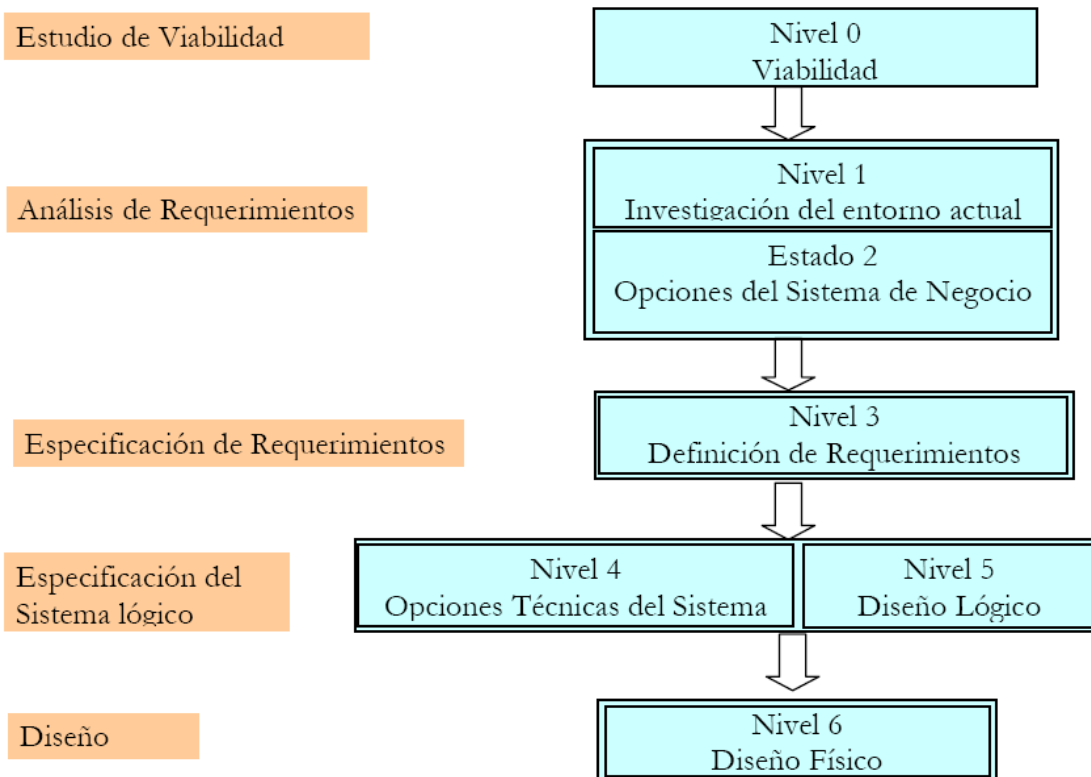 Estudio de Viabilidad
Nivel 0
Viabilidad
Análisis de Requerimientos
Nivel 1
Investigación del entorno actual
Estado 2
Opciones del Sistema de Negocio
Especificación de Requerimientos
Nivel 3
Definición de Requerimientos
Especificación del
Sistema lógico
Nivel 4
Opciones Técnicas del Sistema
Nivel 5
Diseño Lógico
Diseño
Nivel 6
Diseño Físico